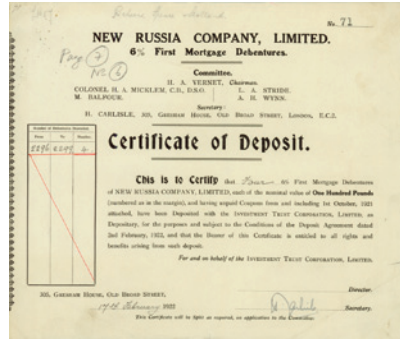 No. 71
NEW RUSSIA COMPANY, LIMITED.
6% First Mortgage Debentures.
Committee.
H. A. VERNET, Chairman.
COLONEL H. A. MICKLEM, C.B., D.S.O. L. A. STRIDE.
M. BALFOUR. A. H. WYNN.
Secretary:
H. CARLISLE, 329, GRESHAM HOUSE, OLD BROAD STREET, LONDON, E.C.2.
Certificate of Deposit.
From To Number
2296 2299 4
This is to Certify that Four 6% First Mortgage Debentures
of NEW RUSSIA COMPANY, LIMITED, each of the nominal value of One Hundred Pounds
(numbered as in the margin), and having unpaid Coupons from and including 1st October, 1921
attached, have been Deposited with the INVESTMENT TRUST CORPORATION, LIMITED, as
Depositary, for the purposes and subject to the Conditions of the Deposit Agreement dated
2nd February, 1922, and that the Bearer of this Certificate is entitled to all rights and
benefits arising from such deposit.
For and on behalf of the INVESTMENT TRUST CORPORATION, LIMITED.
Director.
GRESHAM HOUSE, OLD BROAD STREET,
17th February 1922
Secretary.
This Certificate will be split as required, on application to the Committee.